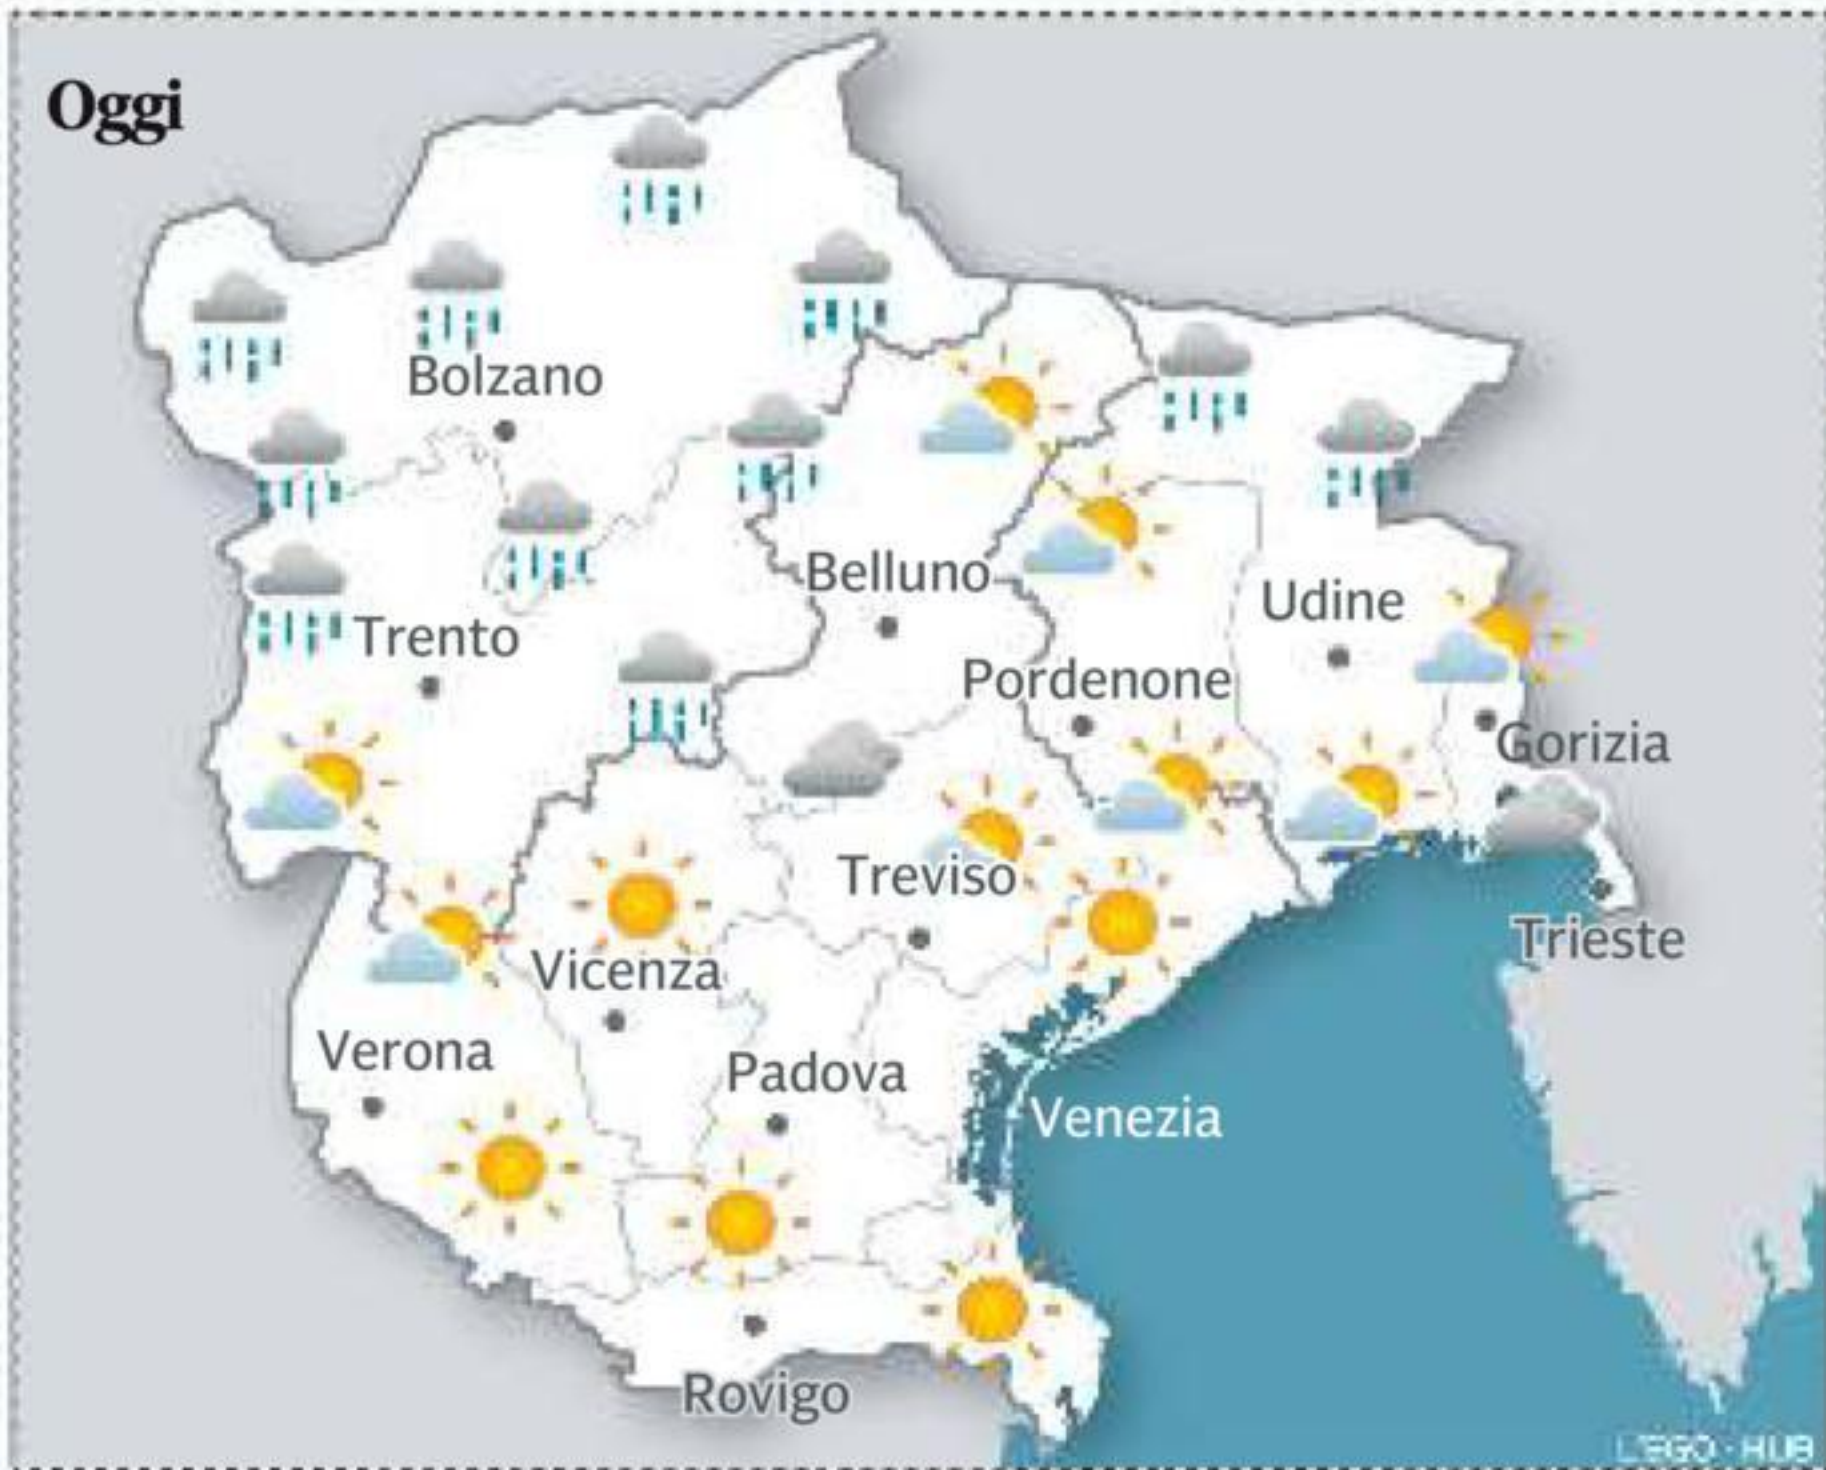 Oggi
Bolzano
Belluno
Udine
Trento
Pordenone
Gorizia
Treviso
Trieste
Vicenza
Verona
Padova
Venezia
Rovigo